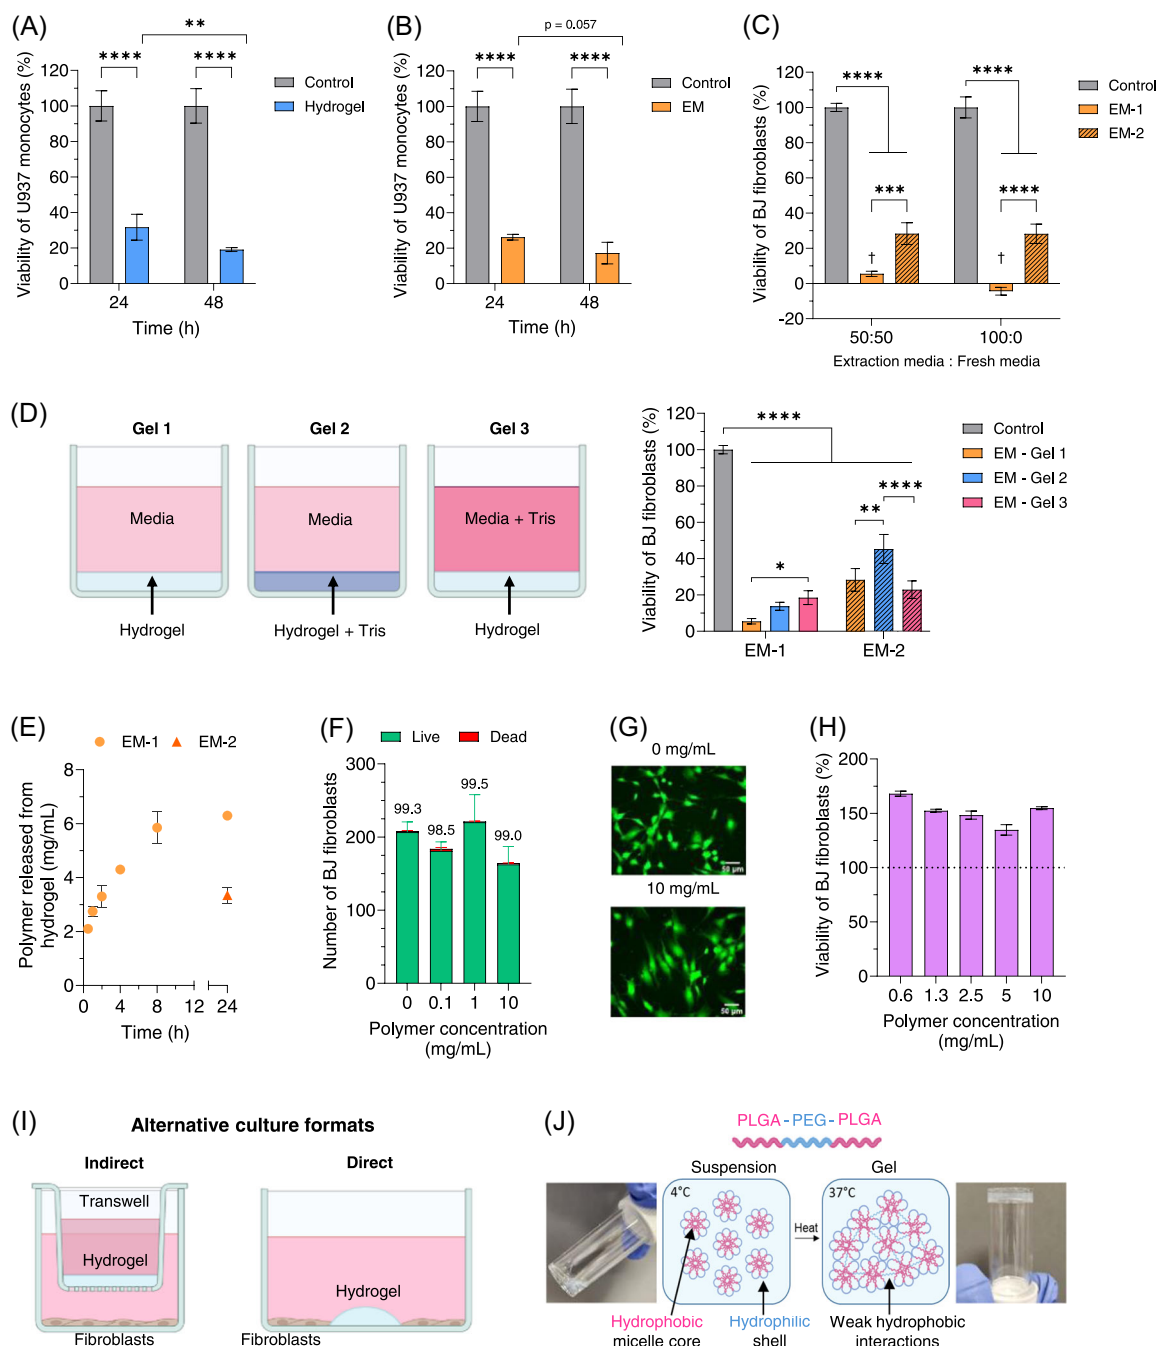 (A)
**
****
****
Viability of U937 monocytes (%)
120
100
80
60
40
20
0
24
48
Time (h)
Control
Hydrogel
(B)
p = 0.057
****
****
Viability of U937 monocytes (%)
120
100
80
60
40
20
0
24
48
Time (h)
Control
EM
(C)
****
****
***
****
†
†
Viability of BJ fibroblasts (%)
120
100
80
60
40
20
0
-20
50:50
100:0
Extraction media : Fresh media
Control
EM-1
EM-2
(D)
Gel 1
Gel 2
Gel 3
Media
Media
Media + Tris
Hydrogel
Hydrogel + Tris
Hydrogel
Viability of BJ fibroblasts (%)
120
100
80
60
40
20
0
****
*
**
****
EM-1
EM-2
Control
EM - Gel 1
EM - Gel 2
EM - Gel 3
(E)
EM-1
EM-2
Polymer released from
hydrogel (mg/mL)
8
6
4
2
0
0
4
8
12
24
Time (h)
(F)
Live
Dead
Number of BJ fibroblasts
300
225
150
75
0
99.3
98.5
99.5
99.0
0
0.1
1
10
Polymer concentration
(mg/mL)
(G)
0 mg/mL
50 µm
10 mg/mL
50 µm
(H)
Viability of BJ fibroblasts (%)
200
150
100
50
0
0.6
1.3
2.5
5
10
Polymer concentration
(mg/mL)
(I)
Alternative culture formats
Indirect
Direct
Transwell
Hydrogel
Fibroblasts
Hydrogel
Fibroblasts
(J)
PLGA - PEG - PLGA
Suspension
Gel
4°C
Heat
37°C
Hydrophobic
micelle core
Hydrophilic
shell
Weak hydrophobic
interactions